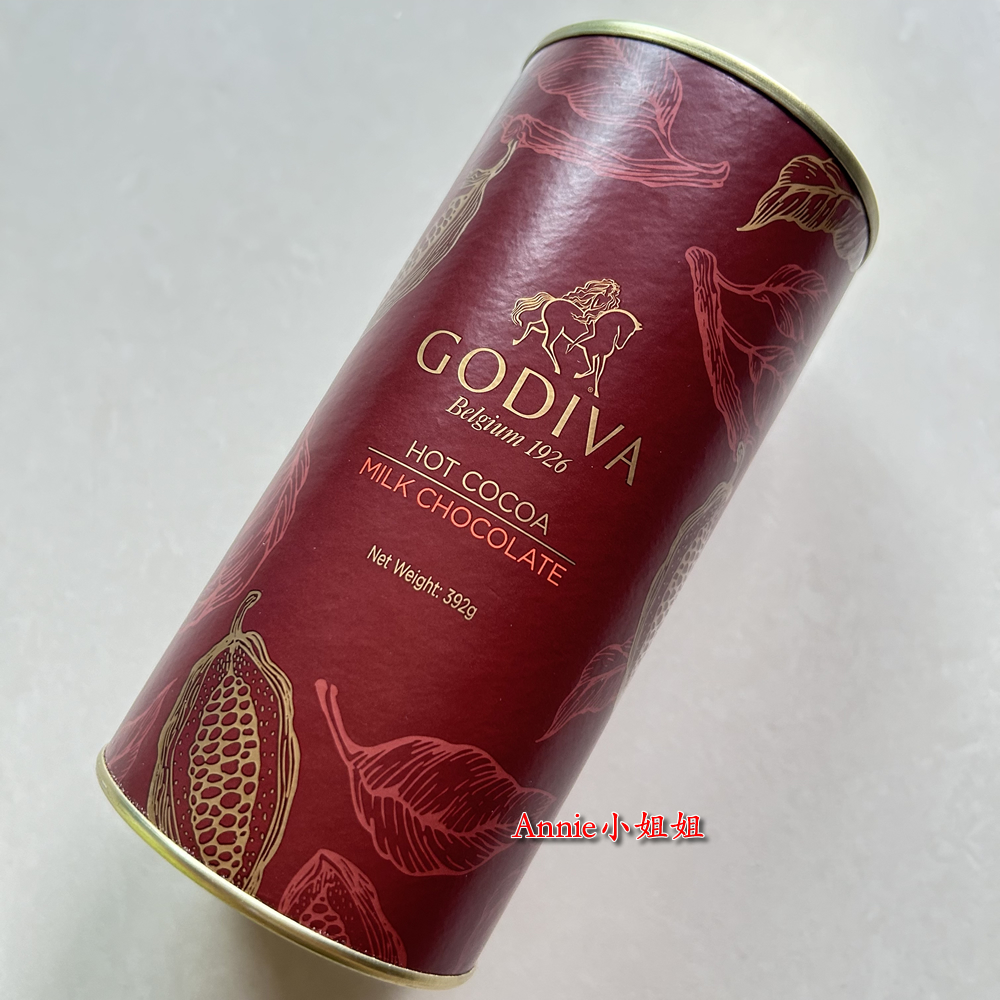 GODIVA
Belgium 1926
HOT COCOA
MILK CHOCOLATE
Net Weight: 392g
Annie小姐姐